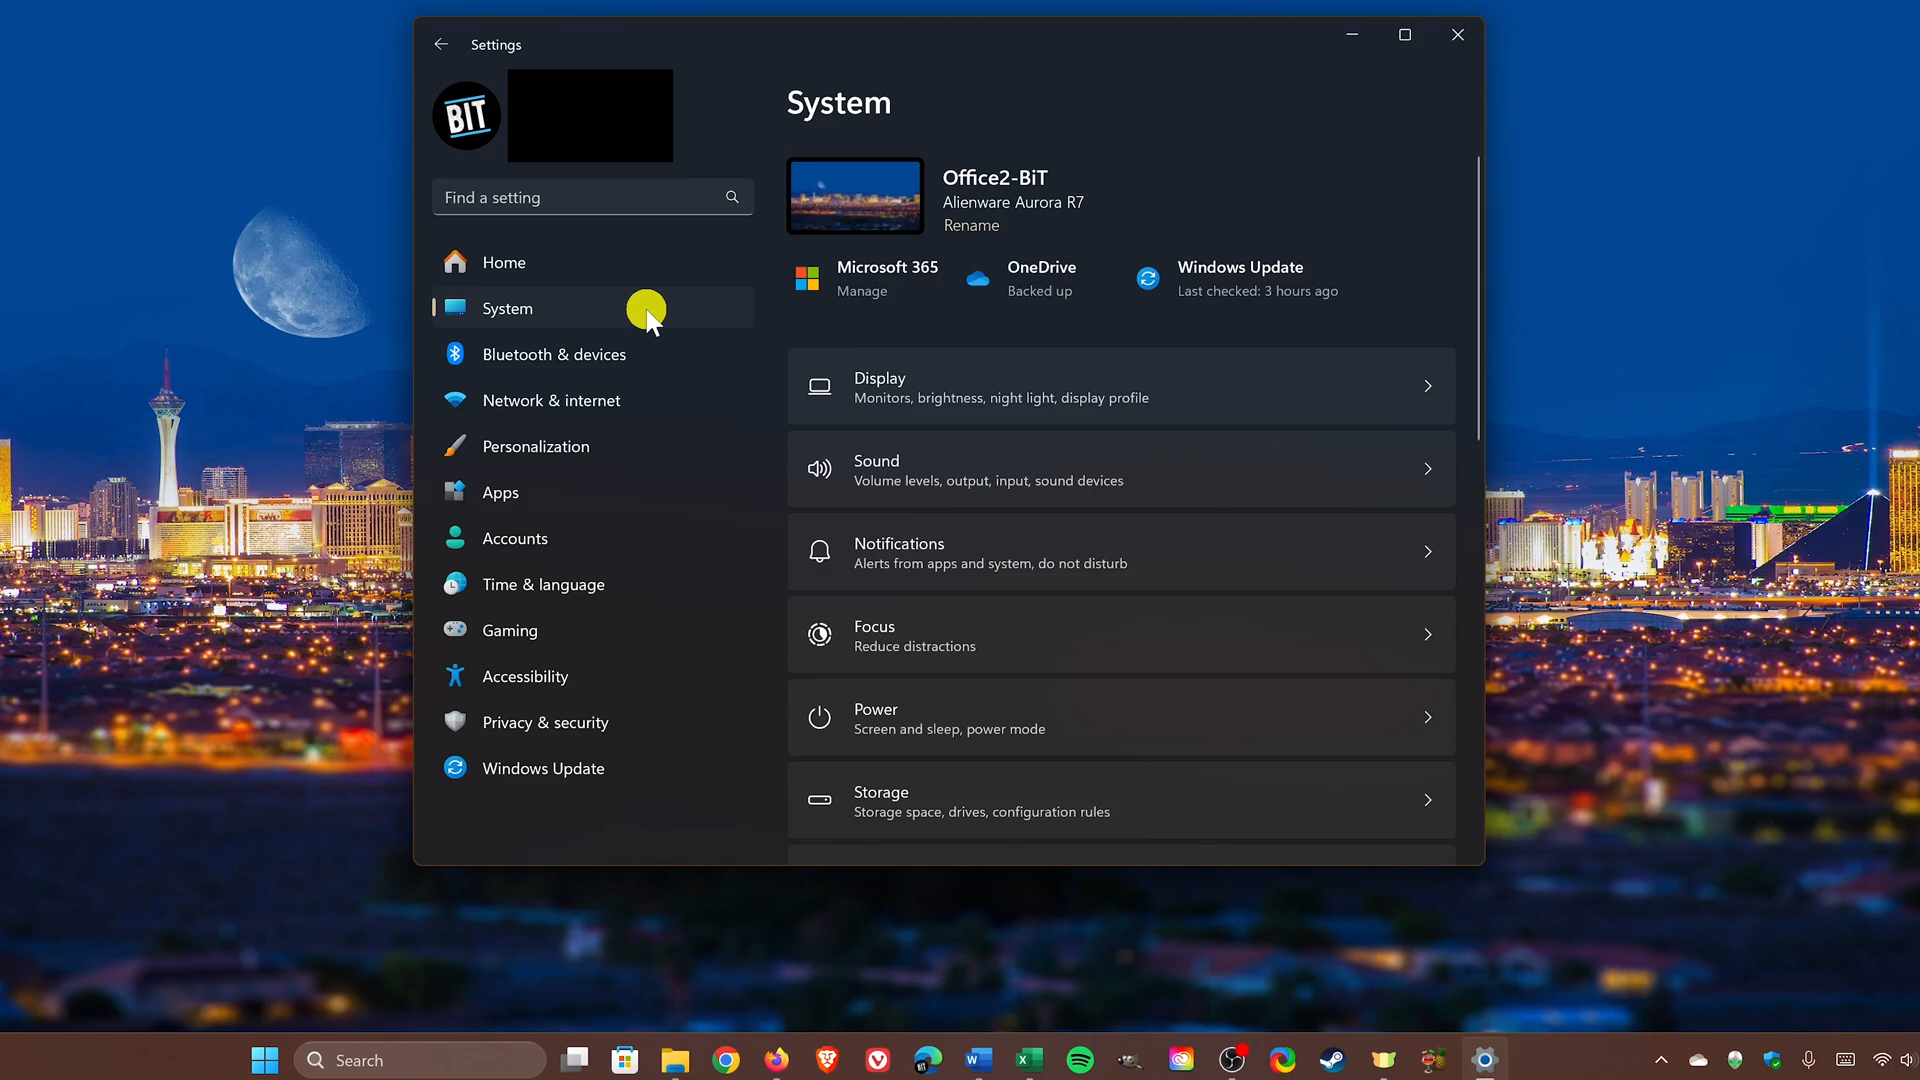 Settings
BIT
Find a setting
Home
System
Bluetooth & devices
Network & internet
Personalization
Apps
Accounts
Time & language
Gaming
Accessibility
Privacy & security
Windows Update
System
Office2-BiT
Alienware Aurora R7
Rename
Microsoft 365
Manage
OneDrive
Backed up
Windows Update
Last checked: 3 hours ago
Display
Monitors, brightness, night light, display profile
Sound
Volume levels, output, input, sound devices
Notifications
Alerts from apps and system, do not disturb
Focus
Reduce distractions
Power
Screen and sleep, power mode
Storage
Storage space, drives, configuration rules
Search